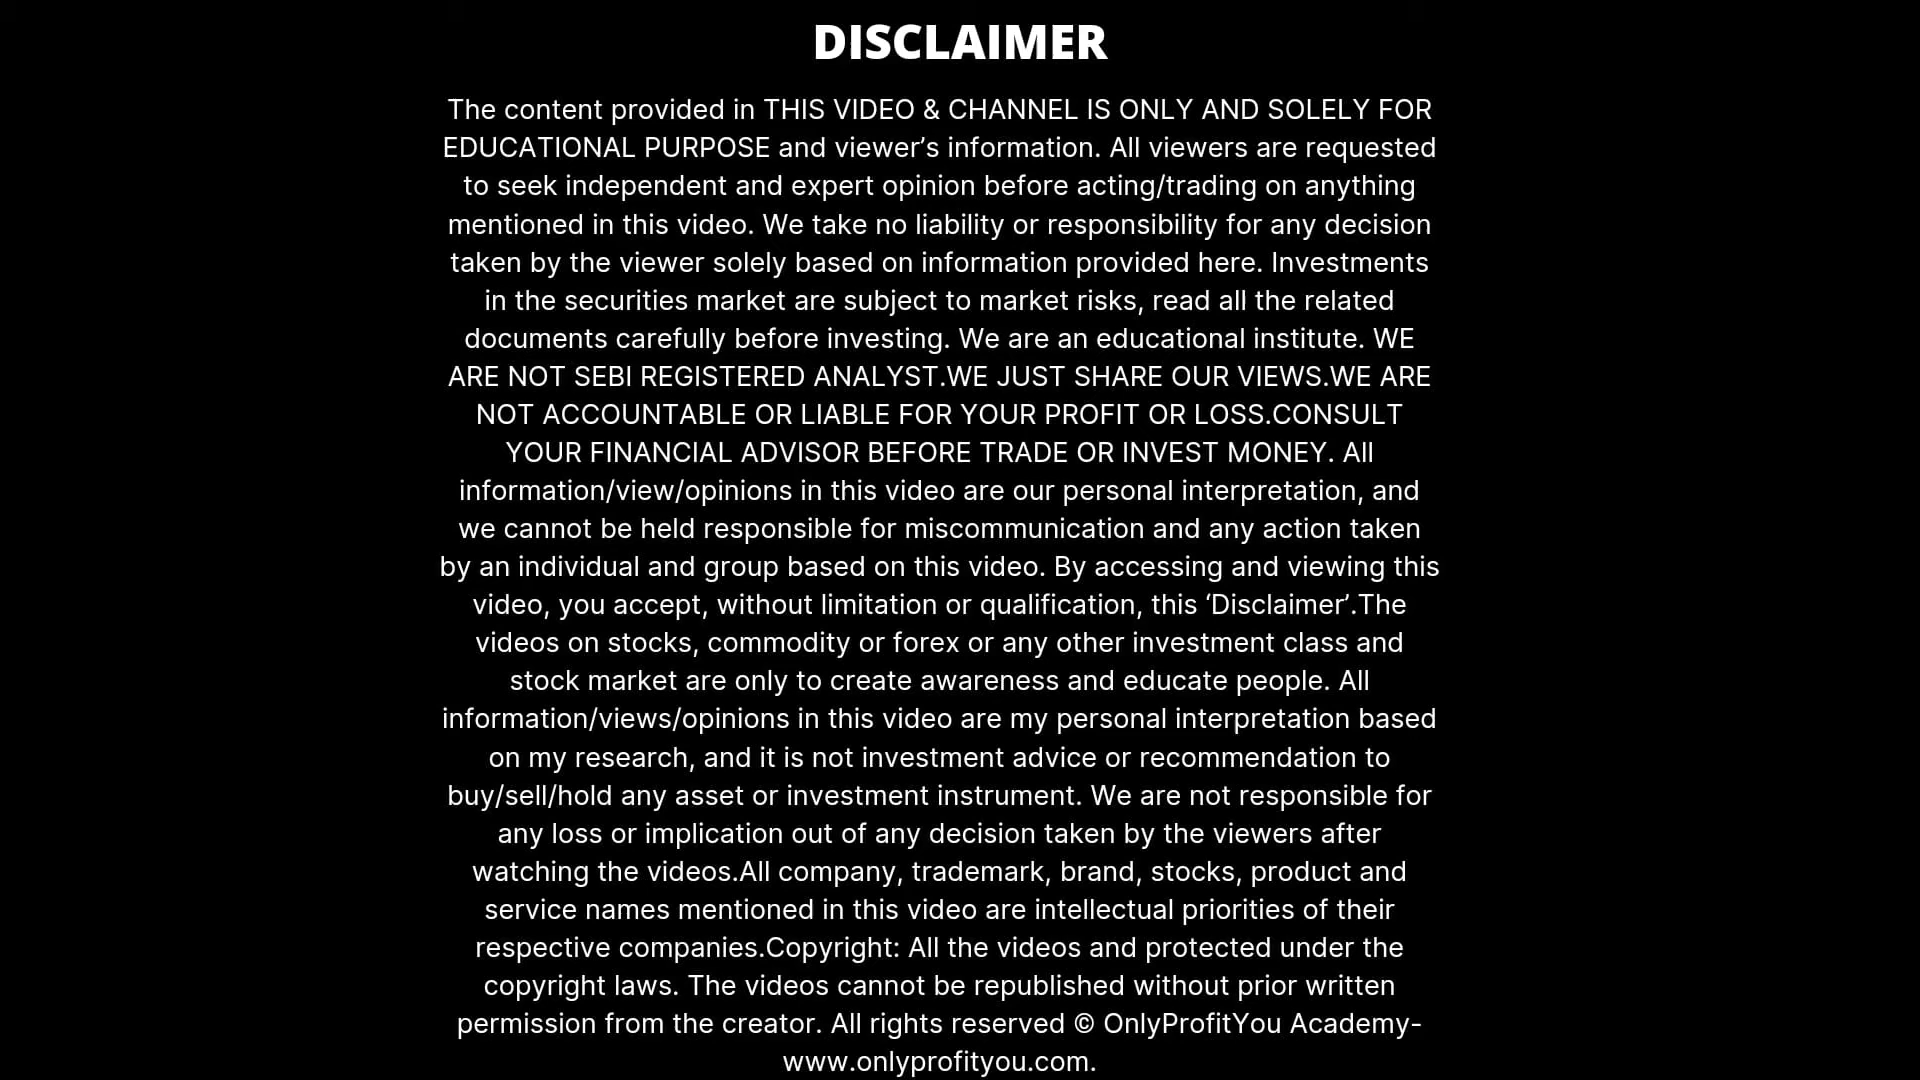 DISCLAIMER
The content provided in THIS VIDEO & CHANNEL IS ONLY AND SOLELY FOR
EDUCATIONAL PURPOSE and viewer’s information. All viewers are requested
to seek independent and expert opinion before acting/trading on anything
mentioned in this video. We take no liability or responsibility for any decision
taken by the viewer solely based on information provided here. Investments
in the securities market are subject to market risks, read all the related
documents carefully before investing. We are an educational institute. WE
ARE NOT SEBI REGISTERED ANALYST.WE JUST SHARE OUR VIEWS.WE ARE
NOT ACCOUNTABLE OR LIABLE FOR YOUR PROFIT OR LOSS.CONSULT
YOUR FINANCIAL ADVISOR BEFORE TRADE OR INVEST MONEY. All
information/view/opinions in this video are our personal interpretation, and
we cannot be held responsible for miscommunication and any action taken
by an individual and group based on this video. By accessing and viewing this
video, you accept, without limitation or qualification, this ‘Disclaimer’.The
videos on stocks, commodity or forex or any other investment class and
stock market are only to create awareness and educate people. All
information/views/opinions in this video are my personal interpretation based
on my research, and it is not investment advice or recommendation to
buy/sell/hold any asset or investment instrument. We are not responsible for
any loss or implication out of any decision taken by the viewers after
watching the videos.All company, trademark, brand, stocks, product and
service names mentioned in this video are intellectual priorities of their
respective companies.Copyright: All the videos and protected under the
copyright laws. The videos cannot be republished without prior written
permission from the creator. All rights reserved © OnlyProfitYou Academy-
www.onlyprofityou.com.